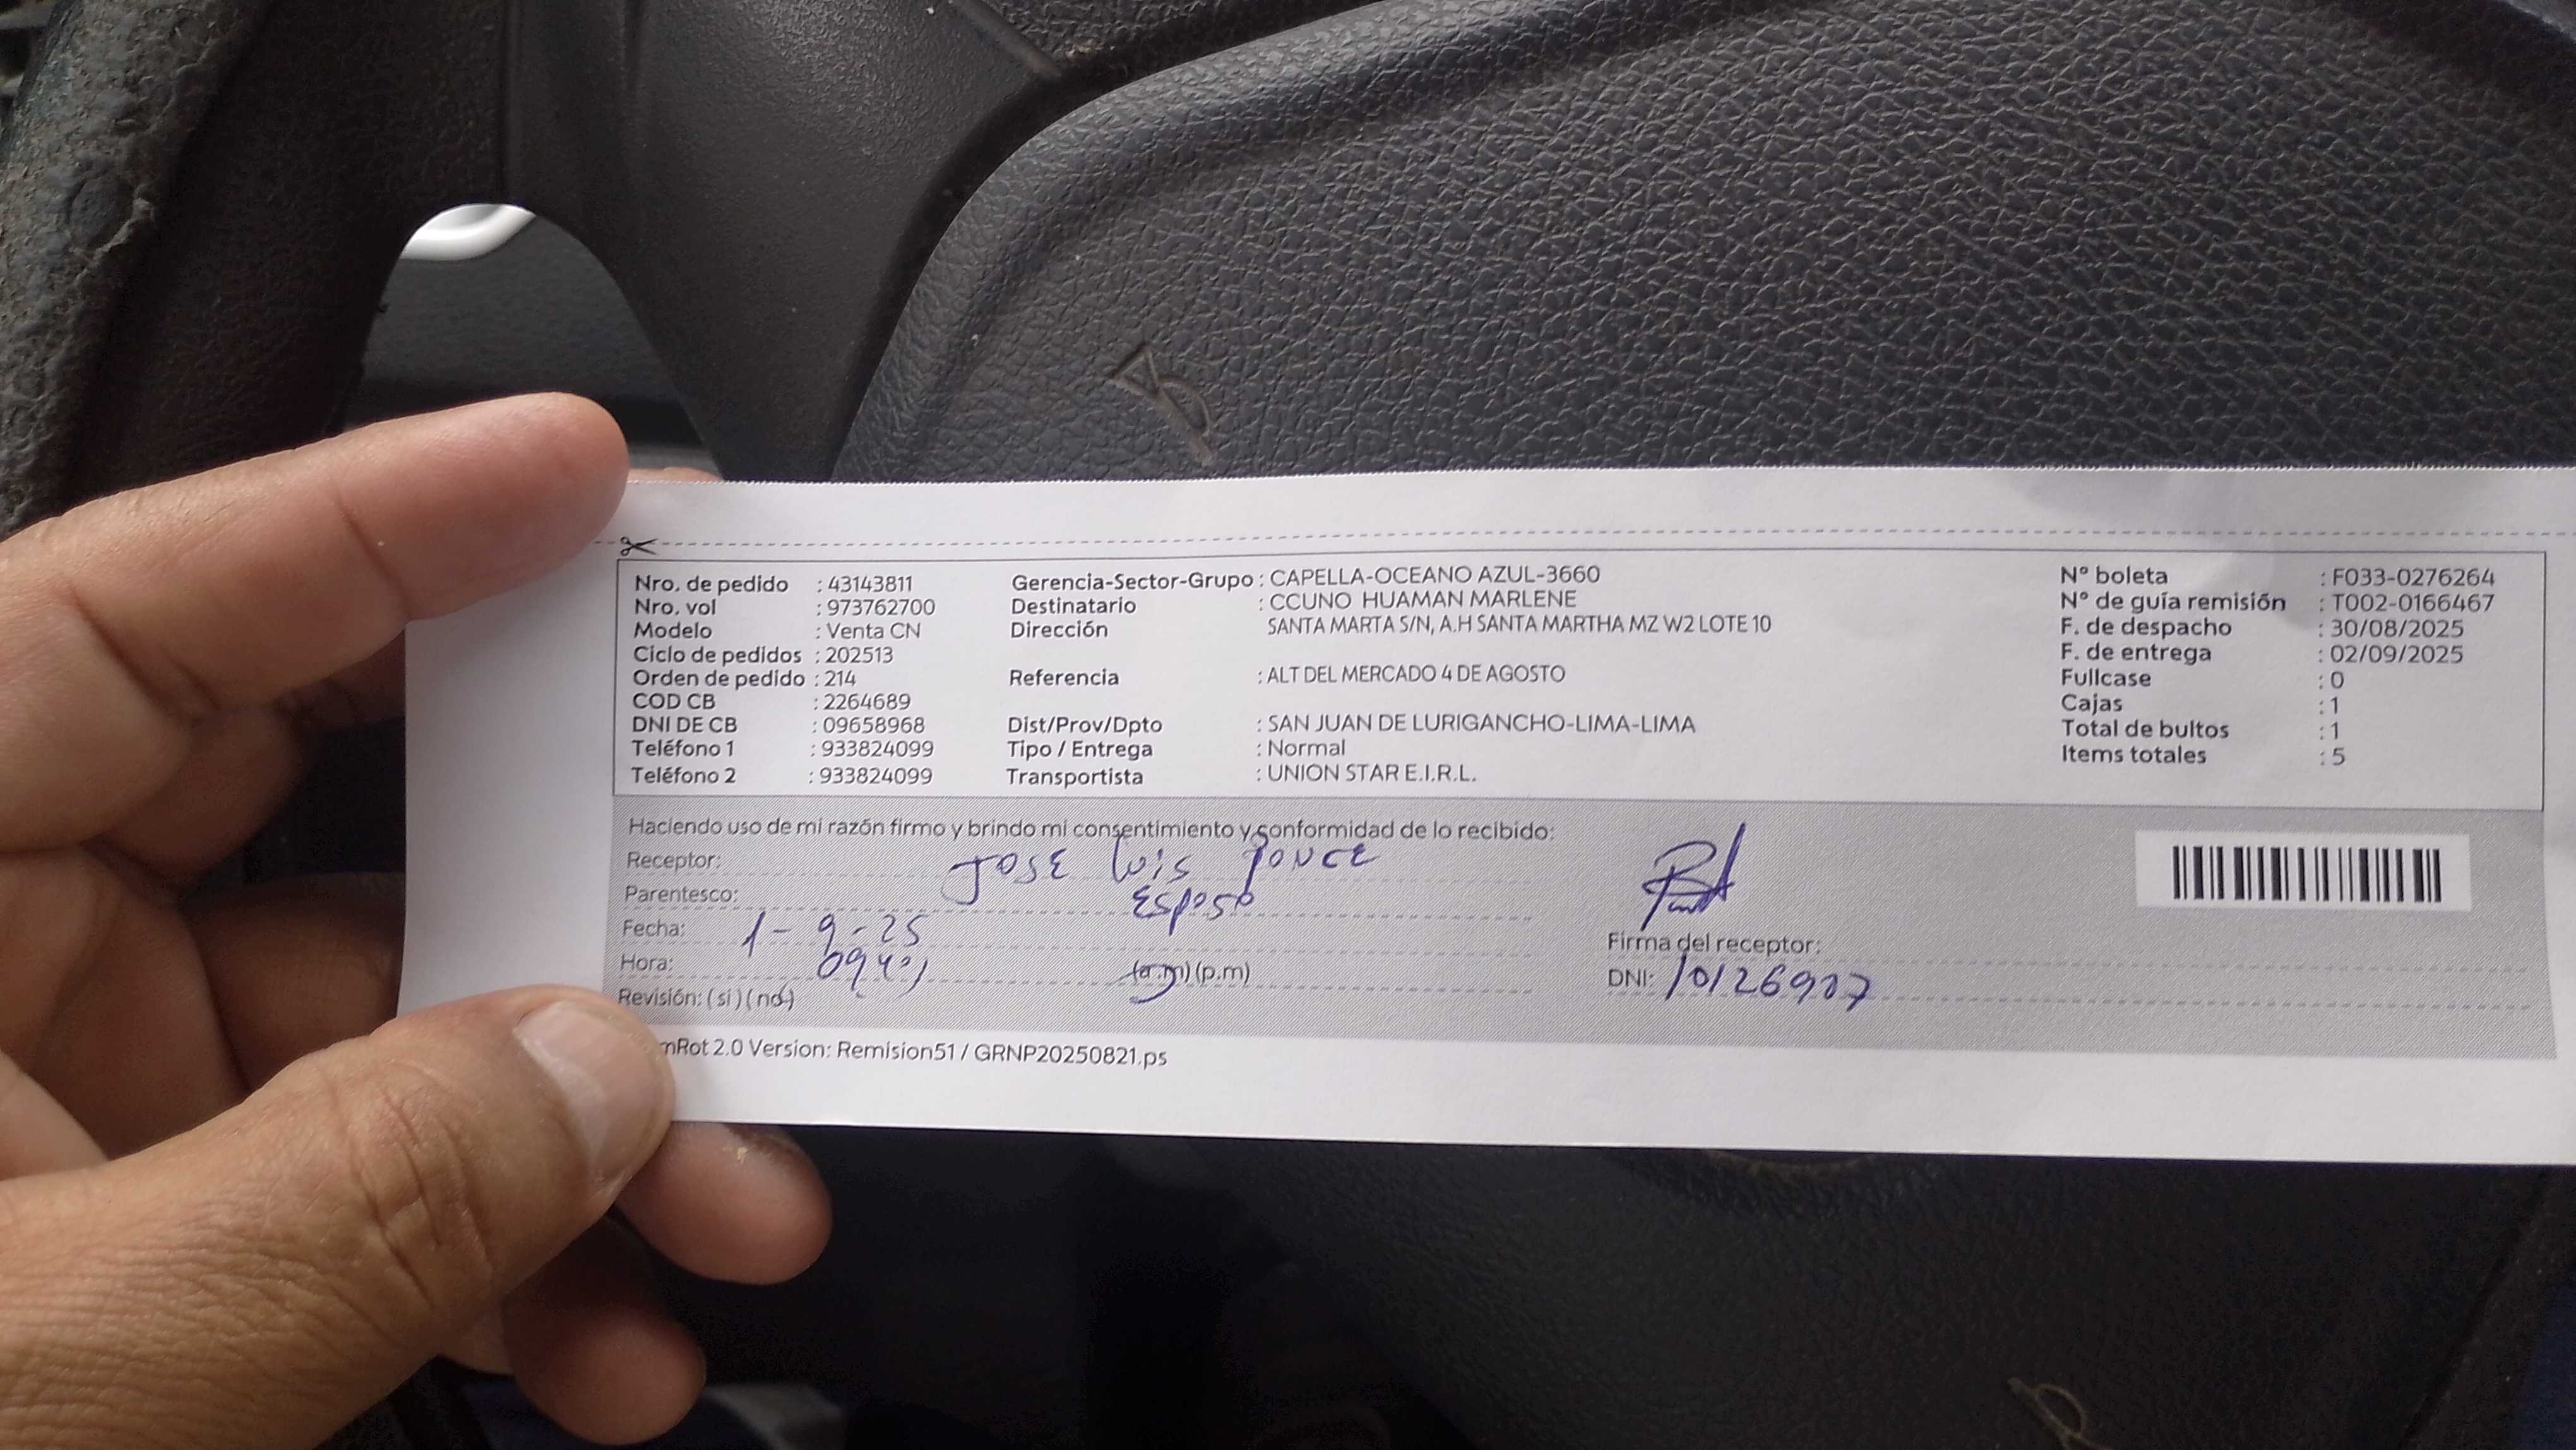 Nro. de pedido : 43143811
Nro. vol : 973762700
Modelo : Venta CN
Ciclo de pedidos : 202513
Orden de pedido : 214
COD CB : 2264689
DNI DE CB : 09658968
Teléfono 1 : 933824099
Teléfono 2 : 933824099
Gerencia-Sector-Grupo : CAPELLA-OCEANO AZUL-3660
Destinatario : CCUNO HUAMAN MARLENE
Dirección SANTA MARTA S/N, A.H SANTA MARTHA MZ W2 LOTE 10
Referencia : ALT DEL MERCADO 4 DE AGOSTO
Dist/Prov/Dpto : SAN JUAN DE LURIGANCHO-LIMA-LIMA
Tipo / Entrega : Normal
Transportista : UNION STAR E.I.R.L.
N° boleta : F033-0276264
N° de guía remisión : T002-0166467
F. de despacho : 30/08/2025
F. de entrega : 02/09/2025
Fullcase : 0
Cajas : 1
Total de bultos : 1
Items totales : 5
Haciendo uso de mi razón firmo y brindo mi consentimiento y conformidad de lo recibido:
Receptor: JOSE LUIS PONCE
Parentesco: ESPOSO
Fecha: 1-9-25
Hora: (a.m) (p.m)
Revisión: (si) (no)
Firma del receptor:
DNI: 10126907
mRot 2.0 Version: Remision51 / GRNP20250821.ps